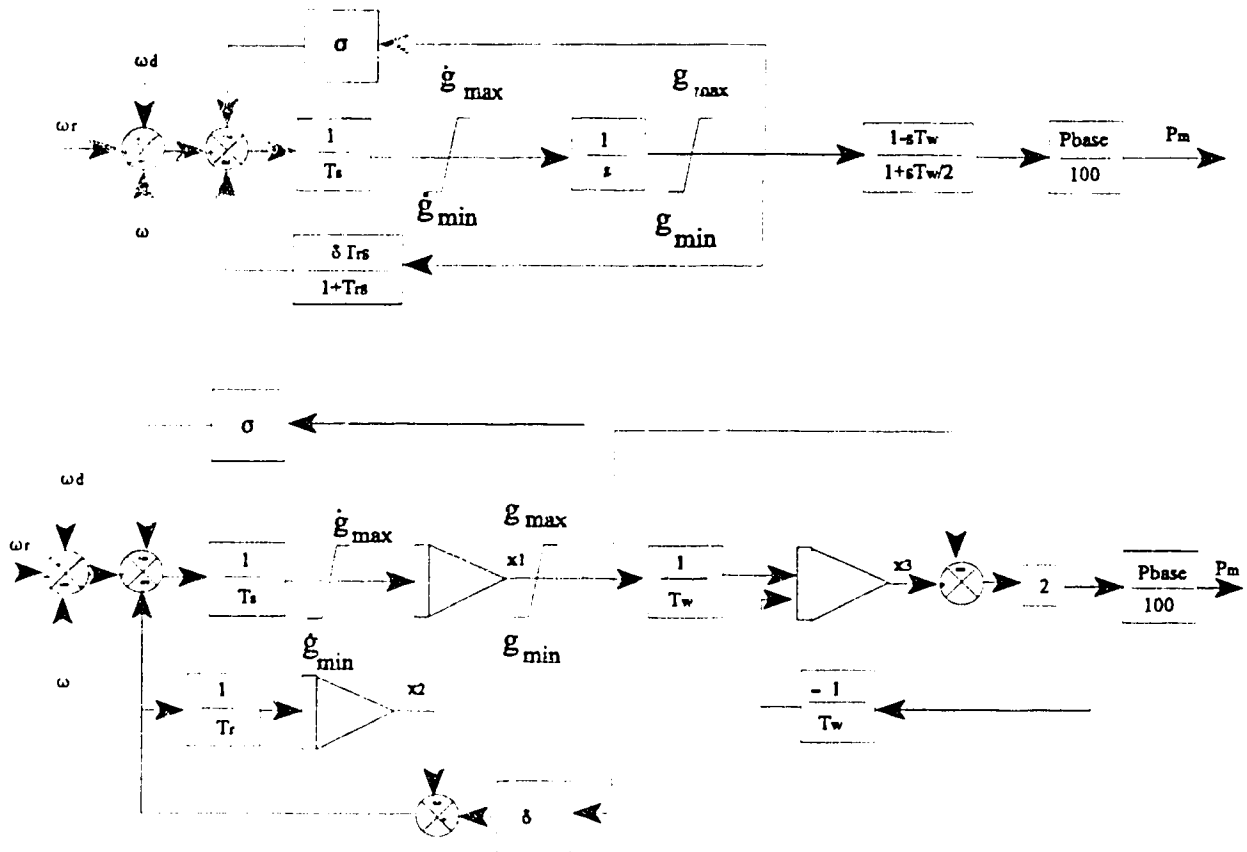 σ
ωd
ġ max
g max
ωr
1
Ts
1
s
1-sTw
1+sTw/2
Pbase
100
Pm
ġ min
g min
ω
δ Trs
1+Trs
σ
ωd
ġ max
g max
ωr
1
Ts
x1
1
Tw
x3
2
Pbase
100
Pm
ġ min
g min
ω
1
Tr
x2
- 1
Tw
δ